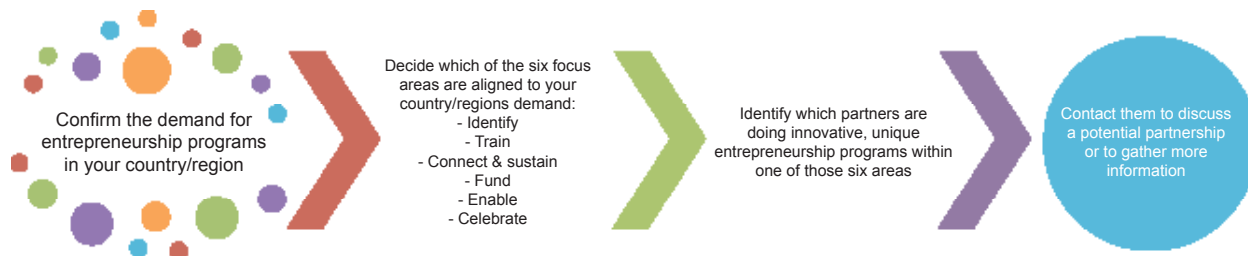 Confirm the demand for
entrepreneurship programs
in your country/region
Decide which of the six focus
areas are aligned to your
country/regions demand:
- Identify
- Train
- Connect & sustain
- Fund
- Enable
- Celebrate
Identify which partners are
doing innovative, unique
entrepreneurship programs within
one of those six areas
Contact them to discuss
a potential partnership
or to gather more
information